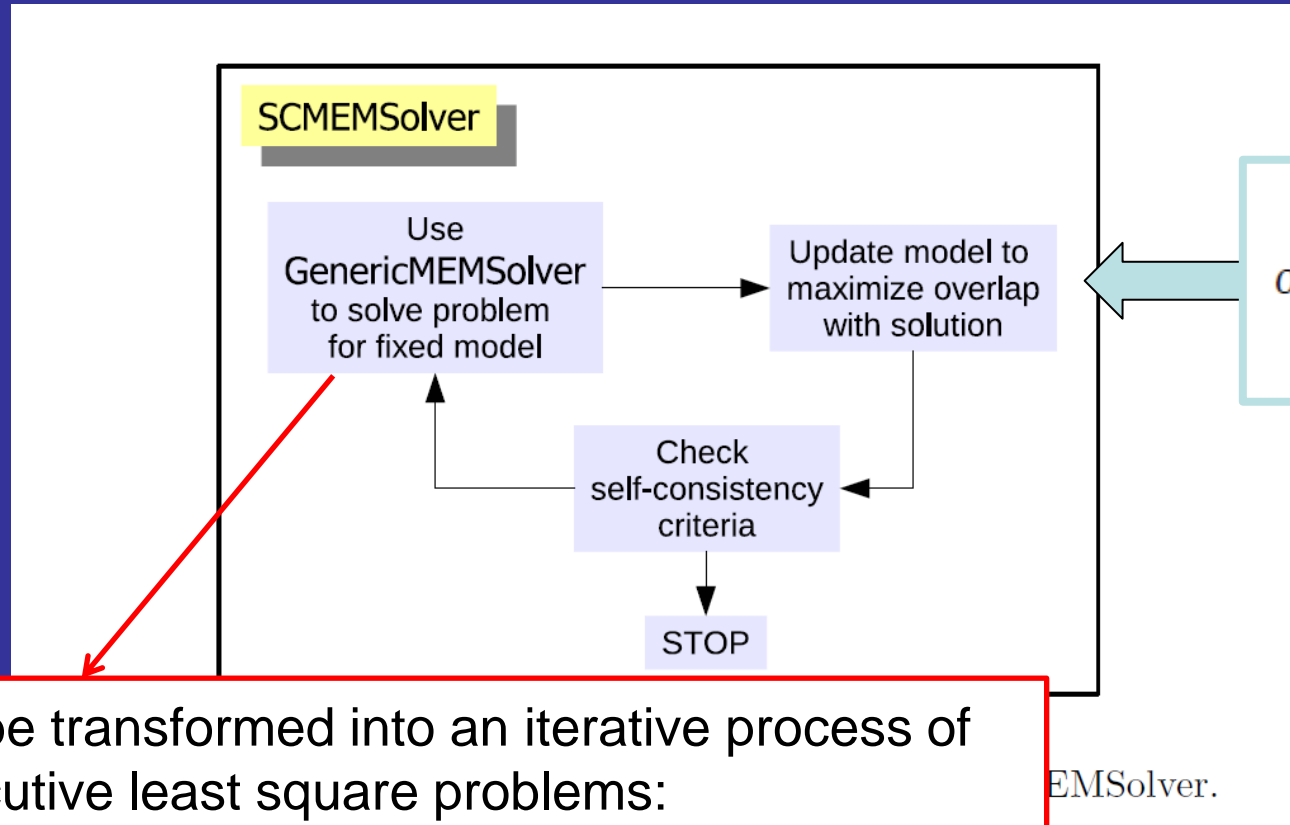 SCMEMSolver
Use
GenericMEMSolver
to solve problem
for fixed model
Update model to
maximize overlap
with solution
Check
self-consistency
criteria
STOP
be transformed into an iterative process of
cutive least square problems:
EMSolver.